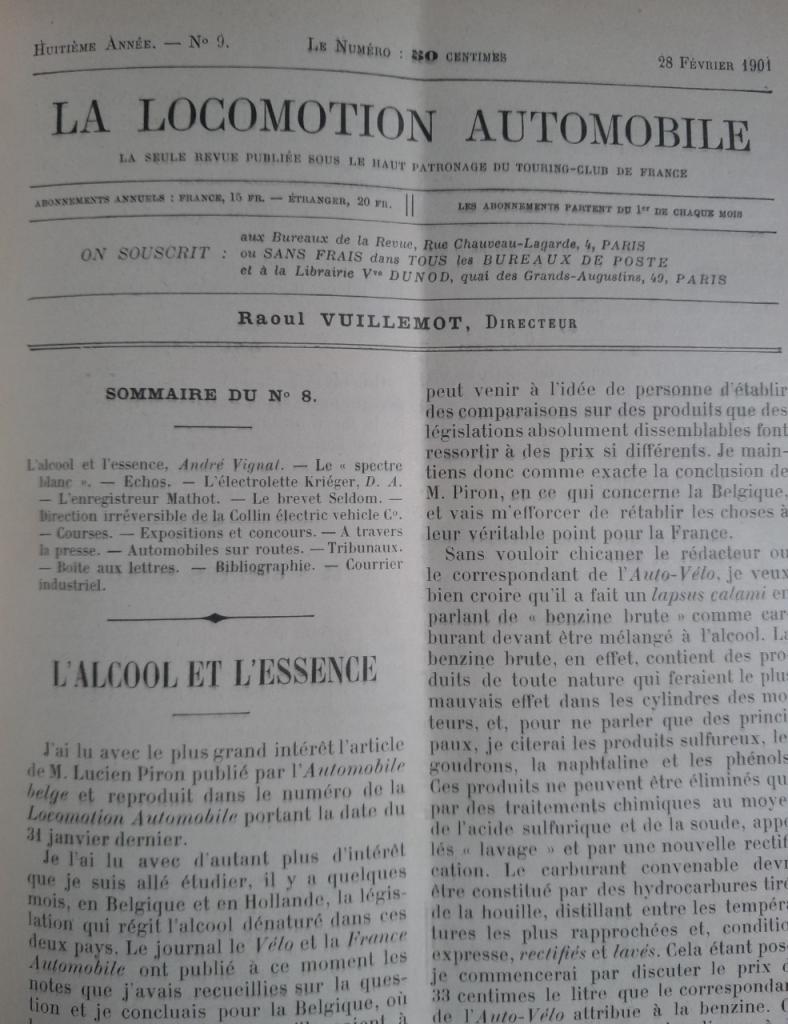 HUITIÈME ANNÉE. — N° 9.
LE NUMÉRO : 50 CENTIMES
28 FÉVRIER 1901
LA LOCOMOTION AUTOMOBILE
LA SEULE REVUE PUBLIÉE SOUS LE HAUT PATRONAGE DU TOURING-CLUB DE FRANCE
ABONNEMENTS ANNUELS : FRANCE, 15 FR. — ÉTRANGER, 20 FR.
LES ABONNEMENTS PARTENT DU 1er DE CHAQUE MOIS
ON SOUSCRIT :
aux Bureaux de la Revue, Rue Chauveau-Lagarde, 4, PARIS
ou SANS FRAIS dans TOUS les BUREAUX DE POSTE
et à la Librairie Vve DUNOD, quai des Grands-Augustins, 49, PARIS
Raoul VUILLEMOT, DIRECTEUR
SOMMAIRE DU N° 8.
L'alcool et l'essence, André Vignal. — Le « spectre
blanc ». — Echos. — L'électrolette Kriéger, D. A.
— L'enregistreur Mathot. — Le brevet Seldom. —
Direction irréversible de la Collin électric vehicle C°.
— Courses. — Expositions et concours. — A travers
la presse. — Automobiles sur routes. — Tribunaux.
— Boîte aux lettres. — Bibliographie. — Courrier
industriel.
L'ALCOOL ET L'ESSENCE
J'ai lu avec le plus grand intérêt l'article
de M. Lucien Piron publié par l'Automobile
belge et reproduit dans le numéro de la
Locomotion Automobile portant la date du
31 janvier dernier.
Je l'ai lu avec d'autant plus d'intérêt
que je suis allé étudier, il y a quelques
mois, en Belgique et en Hollande, la légis-
lation qui régit l'alcool dénaturé dans ces
deux pays. Le journal le Vélo et la France
Automobile ont publié à ce moment les
notes que j'avais recueillies sur la ques-
tion et je concluais pour la Belgique, où
peut venir à l'idée de personne d'établir
des comparaisons sur des produits que des
législations absolument dissemblables font
ressortir à des prix si différents. Je main-
tiens donc comme exacte la conclusion de
M. Piron, en ce qui concerne la Belgique,
et vais m'efforcer de rétablir les choses à
leur véritable point pour la France.
Sans vouloir chicaner le rédacteur ou
le correspondant de l'Auto-Vélo, je veux
bien croire qu'il a fait un lapsus calami en
parlant de « benzine brute » comme car-
burant devant être mélangé à l'alcool. La
benzine brute, en effet, contient des pro
duits de toute nature qui feraient le plus
mauvais effet dans les cylindres des mo
teurs, et, pour ne parler que des princi
paux, je citerai les produits sulfureux, le
goudrons, la naphtaline et les phénols
Ces produits ne peuvent être éliminés qu
par des traitements chimiques au moye
de l'acide sulfurique et de la soude, appe
lés « lavage » et par une nouvelle rectif
cation. Le carburant convenable devr
être constitué par des hydrocarbures tiré
de la houille, distillant entre les tempéra
tures les plus rapprochées et, conditio
expresse, rectifiés et lavés. Cela étant pos
je commencerai par discuter le prix d
33 centimes le litre que le correspondan
de l'Auto-Vélo attribue à la benzine. C